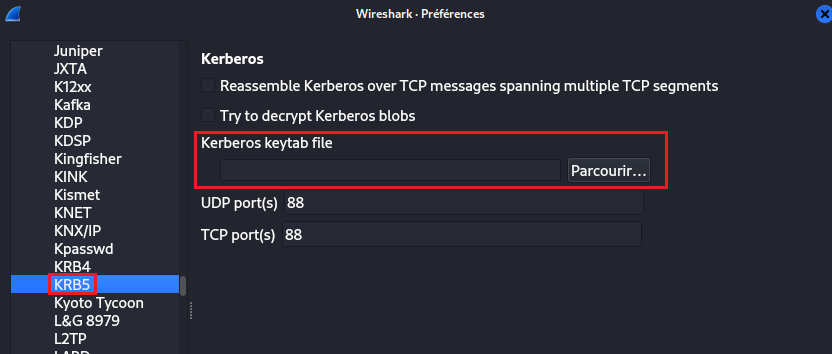 Wireshark · Préférences
Juniper
JXTA
K12xx
Kafka
KDP
KDSP
Kingfisher
KINK
Kismet
KNET
KNX/IP
Kpasswd
KRB4
KRB5
Kyoto Tycoon
L&G 8979
L2TP
Kerberos
Reassemble Kerberos over TCP messages spanning multiple TCP segments
Try to decrypt Kerberos blobs
Kerberos keytab file
Parcourir...
UDP port(s) 88
TCP port(s) 88